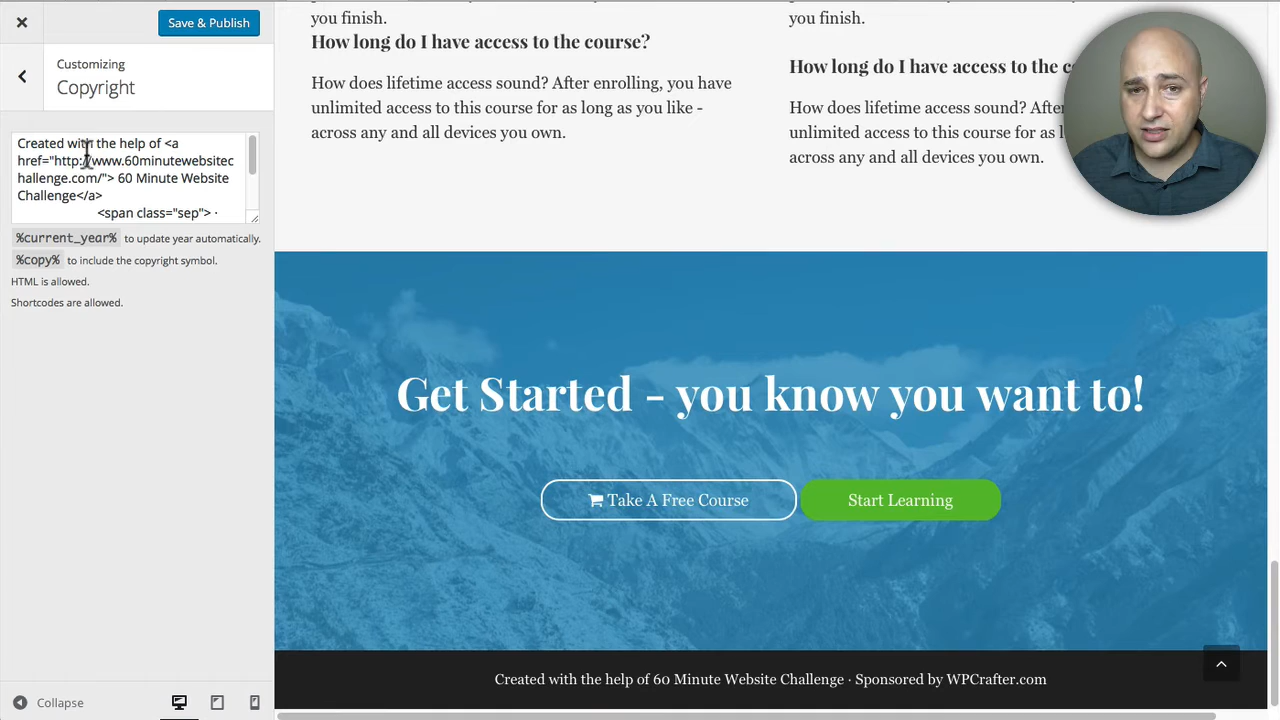 Save & Publish
Customizing
Copyright
Created with the help of <a
href="http://www.60minutewebsitec
hallenge.com/"> 60 Minute Website
Challenge</a>
<span class="sep"> ·
%current_year% to update year automatically.
%copy% to include the copyright symbol.
HTML is allowed.
Shortcodes are allowed.
Collapse
you finish.
How long do I have access to the course?
How does lifetime access sound? After enrolling, you have
unlimited access to this course for as long as you like -
across any and all devices you own.
you finish.
How long do I have access to the
How does lifetime access sound? After
unlimited access to this course for as
across any and all devices you own.
Get Started - you know you want to!
Take A Free Course
Start Learning
Created with the help of 60 Minute Website Challenge · Sponsored by WPCrafter.com